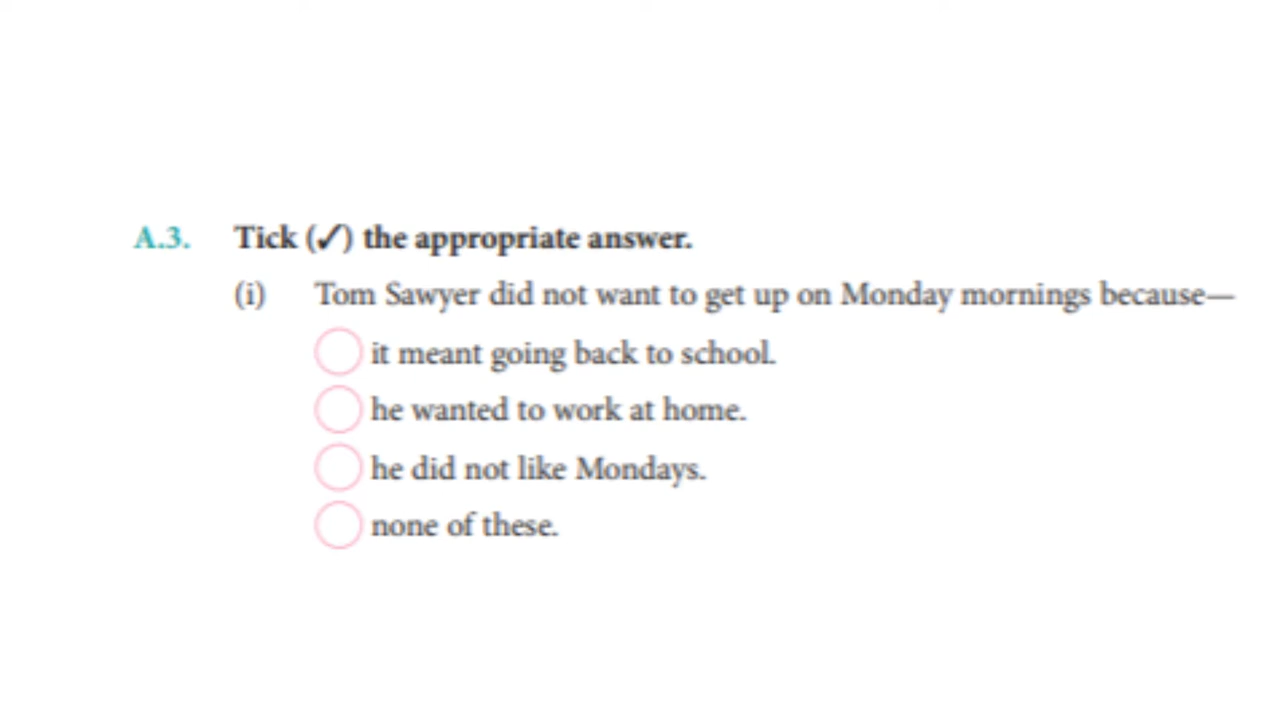 A.3. Tick (✓) the appropriate answer.
(i) Tom Sawyer did not want to get up on Monday mornings because—
it meant going back to school.
he wanted to work at home.
he did not like Mondays.
none of these.